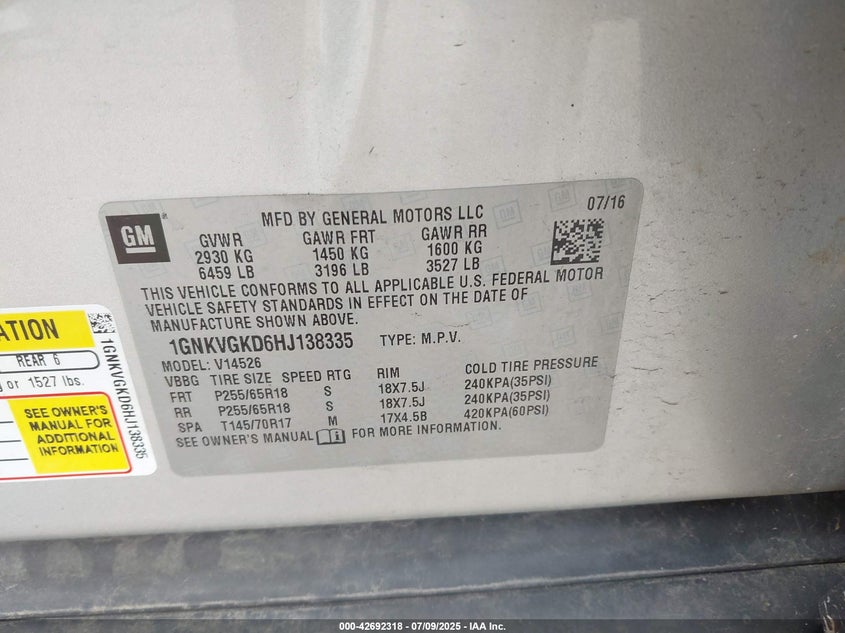 GM
MFD BY GENERAL MOTORS LLC
07/16
GVWR GAWR FRT GAWR RR
2930 KG 1450 KG 1600 KG
6459 LB 3196 LB 3527 LB
THIS VEHICLE CONFORMS TO ALL APPLICABLE U.S. FEDERAL MOTOR
VEHICLE SAFETY STANDARDS IN EFFECT ON THE DATE OF
MANUFACTURE SHOWN ABOVE.
1GNKVGKD6HJ138335 TYPE: M.P.V.
MODEL: V14526
VBBG TIRE SIZE SPEED RTG RIM COLD TIRE PRESSURE
FRT P255/65R18 S 18X7.5J 240KPA(35PSI)
RR P255/65R18 S 18X7.5J 240KPA(35PSI)
SPA T145/70R17 M 17X4.5B 420KPA(60PSI)
SEE OWNER'S MANUAL FOR MORE INFORMATION.
ATION
REAR 6
or 1527 lbs.
SEE OWNER'S
MANUAL FOR
ADDITIONAL
INFORMATION
1GNKVGKD6HJ138335
000-42692318 - 07/09/2025 - IAA Inc.